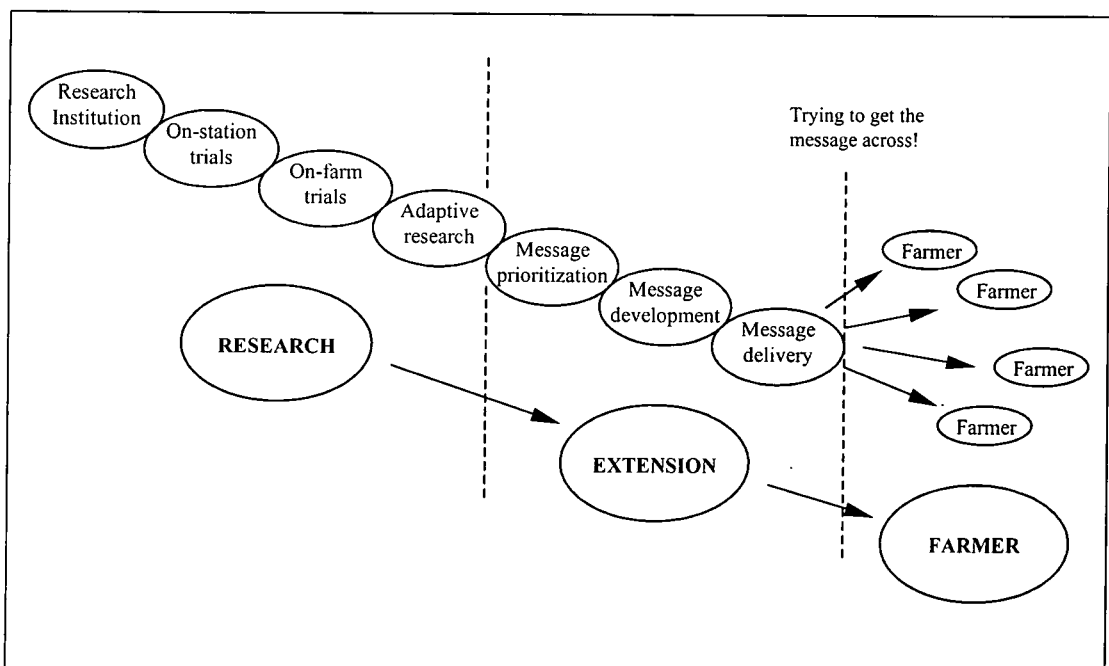 Research
Institution
On-station
trials
On-farm
trials
Adaptive
research
Message
prioritization
Message
development
Message
delivery
Trying to get the
message across!
Farmer
Farmer
Farmer
Farmer
RESEARCH
EXTENSION
FARMER